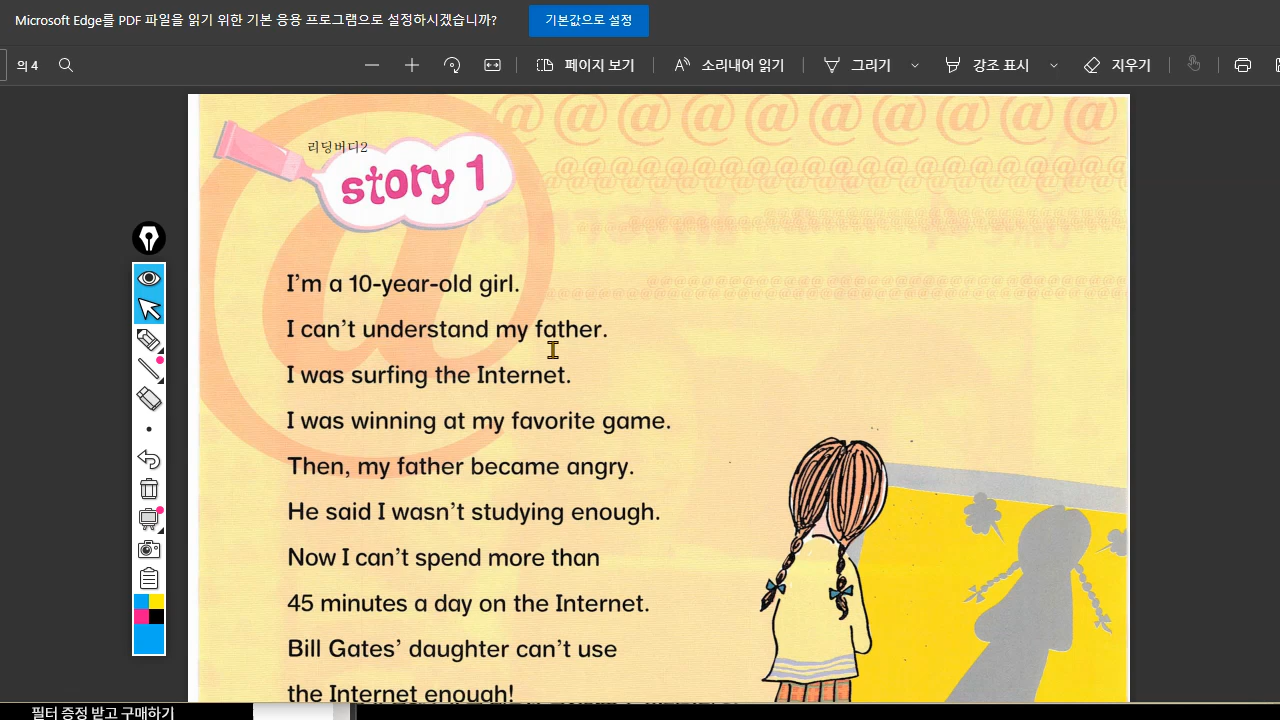 Microsoft Edge를 PDF 파일을 읽기 위한 기본 응용 프로그램으로 설정하시겠습니까? 기본값으로 설정
의 4 페이지 보기 소리내어 읽기 그리기 강조 표시 지우기
리딩버디2
story 1
I'm a 10-year-old girl.
I can't understand my father.
I was surfing the Internet.
I was winning at my favorite game.
Then, my father became angry.
He said I wasn't studying enough.
Now I can't spend more than
45 minutes a day on the Internet.
Bill Gates' daughter can't use
the Internet enough!
필터 증정 받고 구매하기